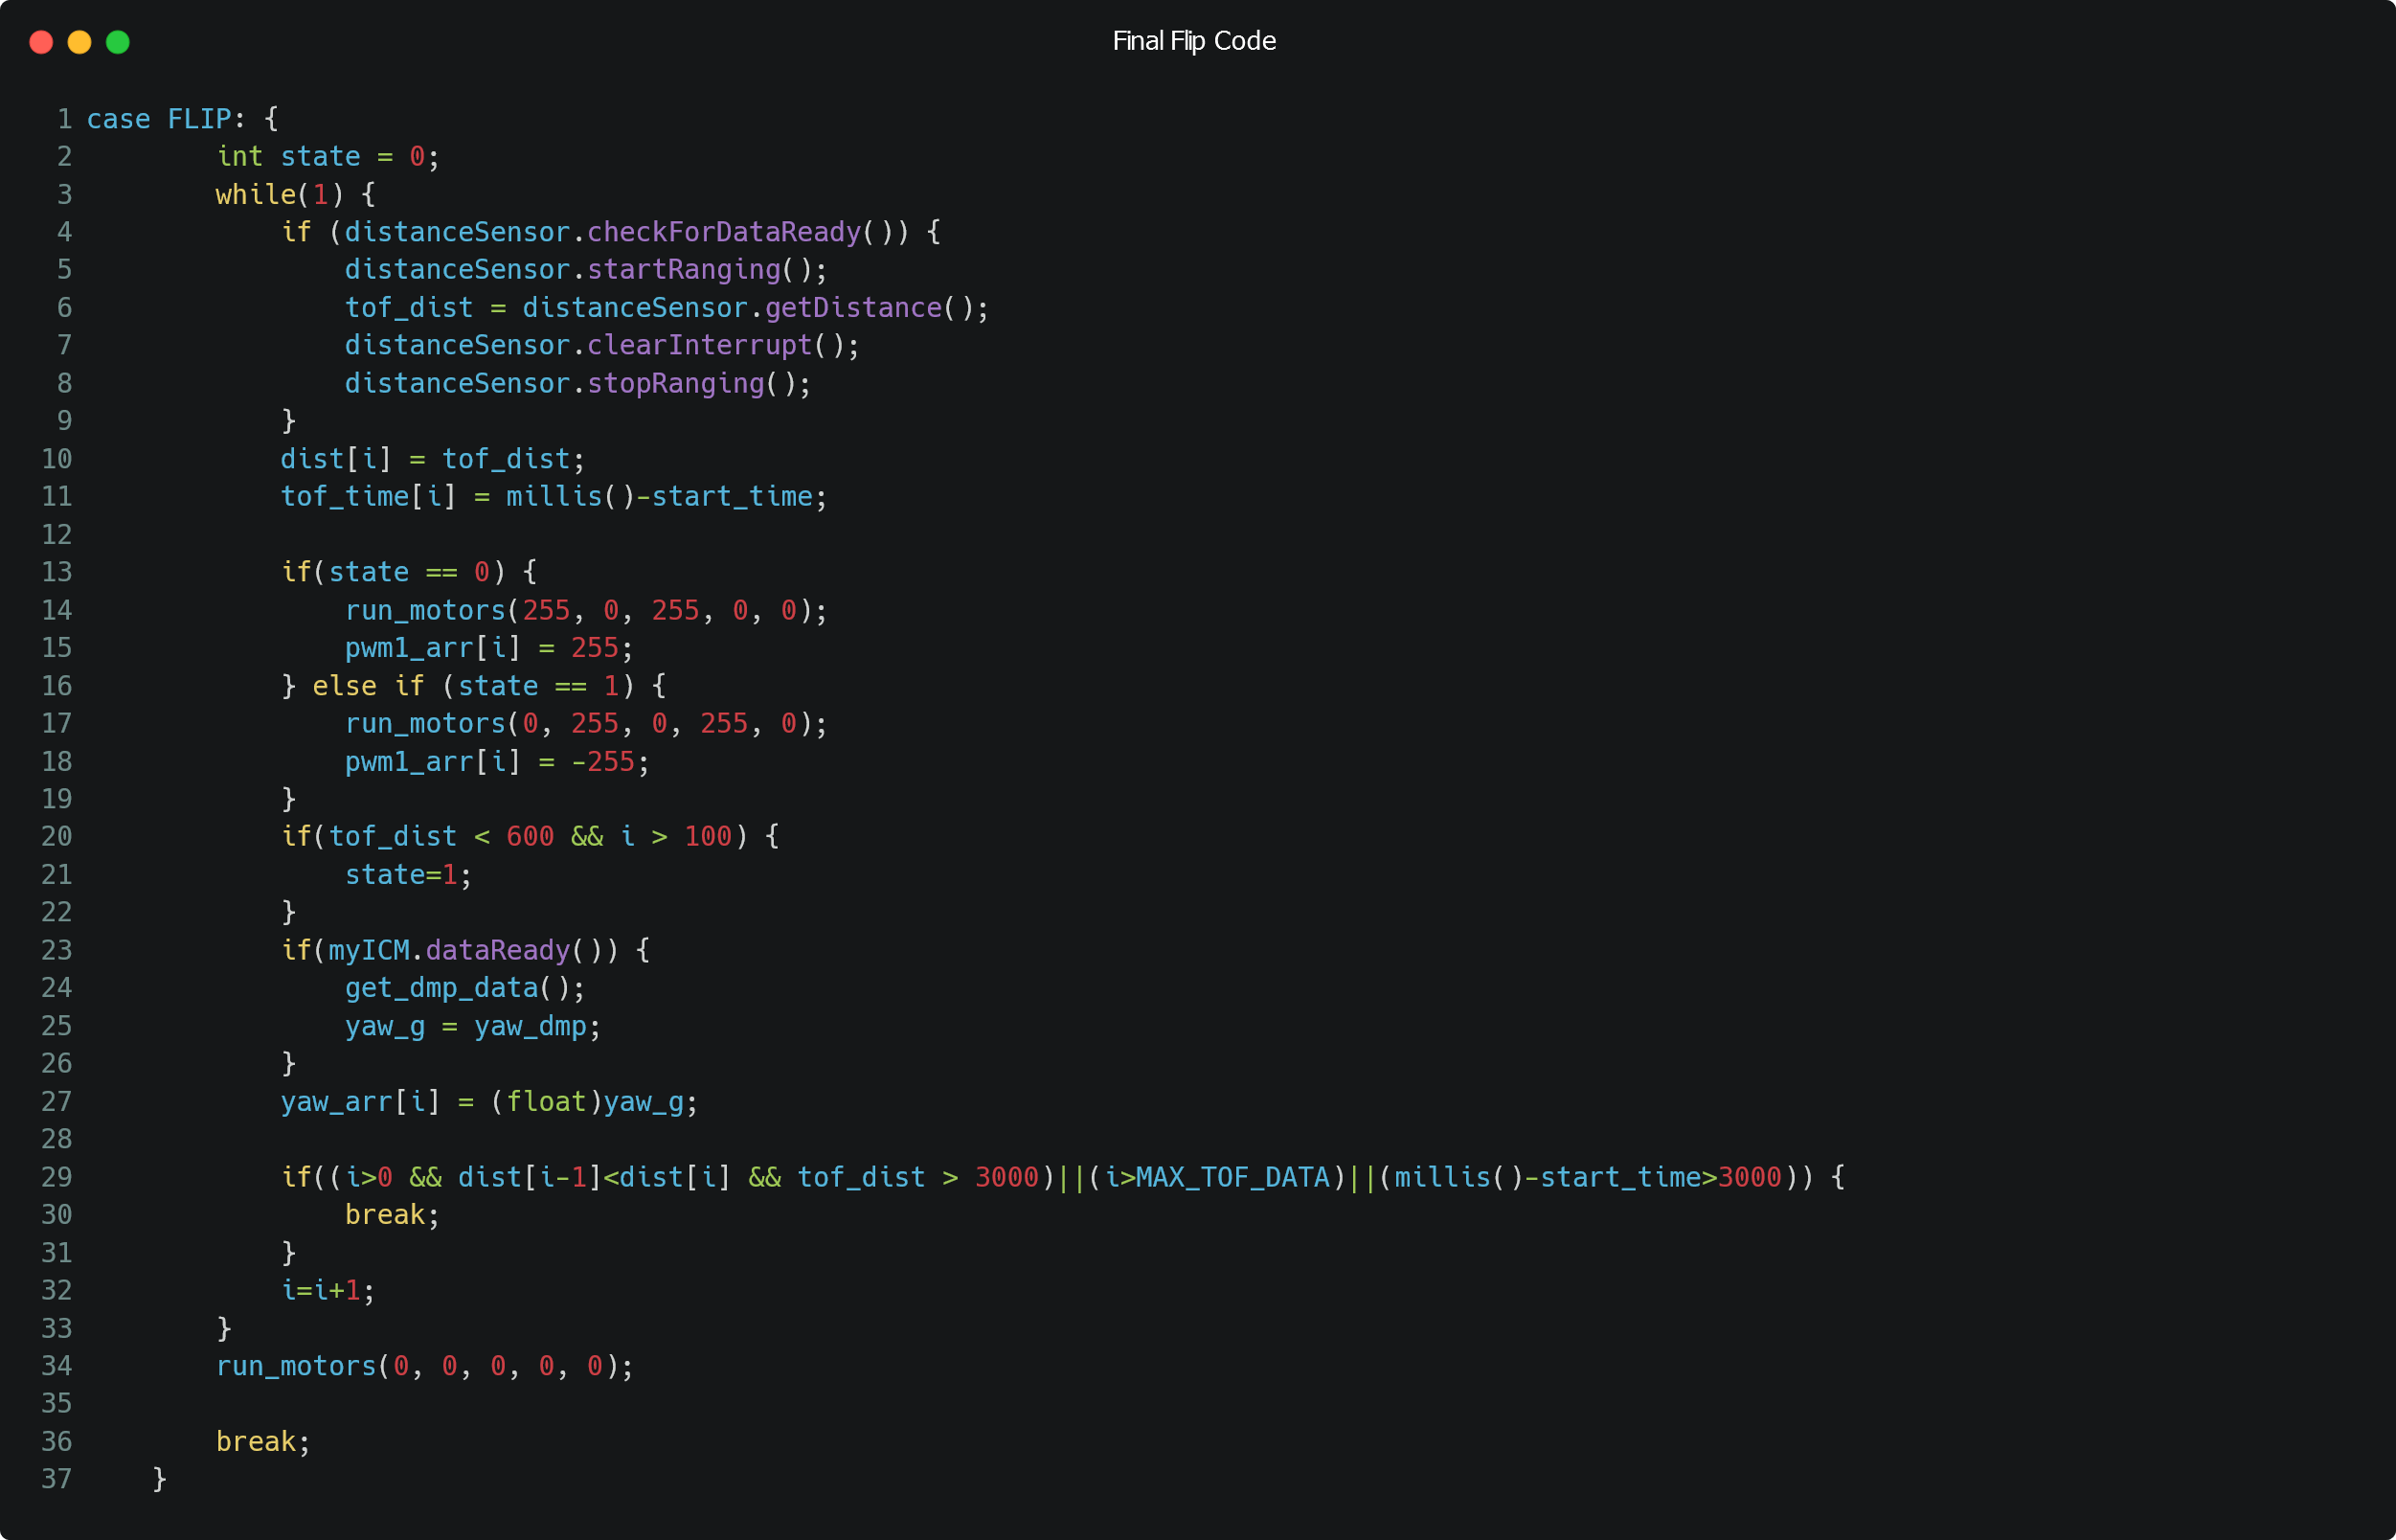 Final Flip Code
1 case FLIP: {
2         int state = 0;
3         while(1) {
4             if (distanceSensor.checkForDataReady()) {
5                 distanceSensor.startRanging();
6                 tof_dist = distanceSensor.getDistance();
7                 distanceSensor.clearInterrupt();
8                 distanceSensor.stopRanging();
9             }
10             dist[i] = tof_dist;
11             tof_time[i] = millis()-start_time;
12
13             if(state == 0) {
14                 run_motors(255, 0, 255, 0, 0);
15                 pwm1_arr[i] = 255;
16             } else if (state == 1) {
17                 run_motors(0, 255, 0, 255, 0);
18                 pwm1_arr[i] = -255;
19             }
20             if(tof_dist < 600 && i > 100) {
21                 state=1;
22             }
23             if(myICM.dataReady()) {
24                 get_dmp_data();
25                 yaw_g = yaw_dmp;
26             }
27             yaw_arr[i] = (float)yaw_g;
28
29             if((i>0 && dist[i-1]<dist[i] && tof_dist > 3000)||(i>MAX_TOF_DATA)||(millis()-start_time>3000)) {
30                 break;
31             }
32             i=i+1;
33         }
34         run_motors(0, 0, 0, 0, 0);
35
36         break;
37     }